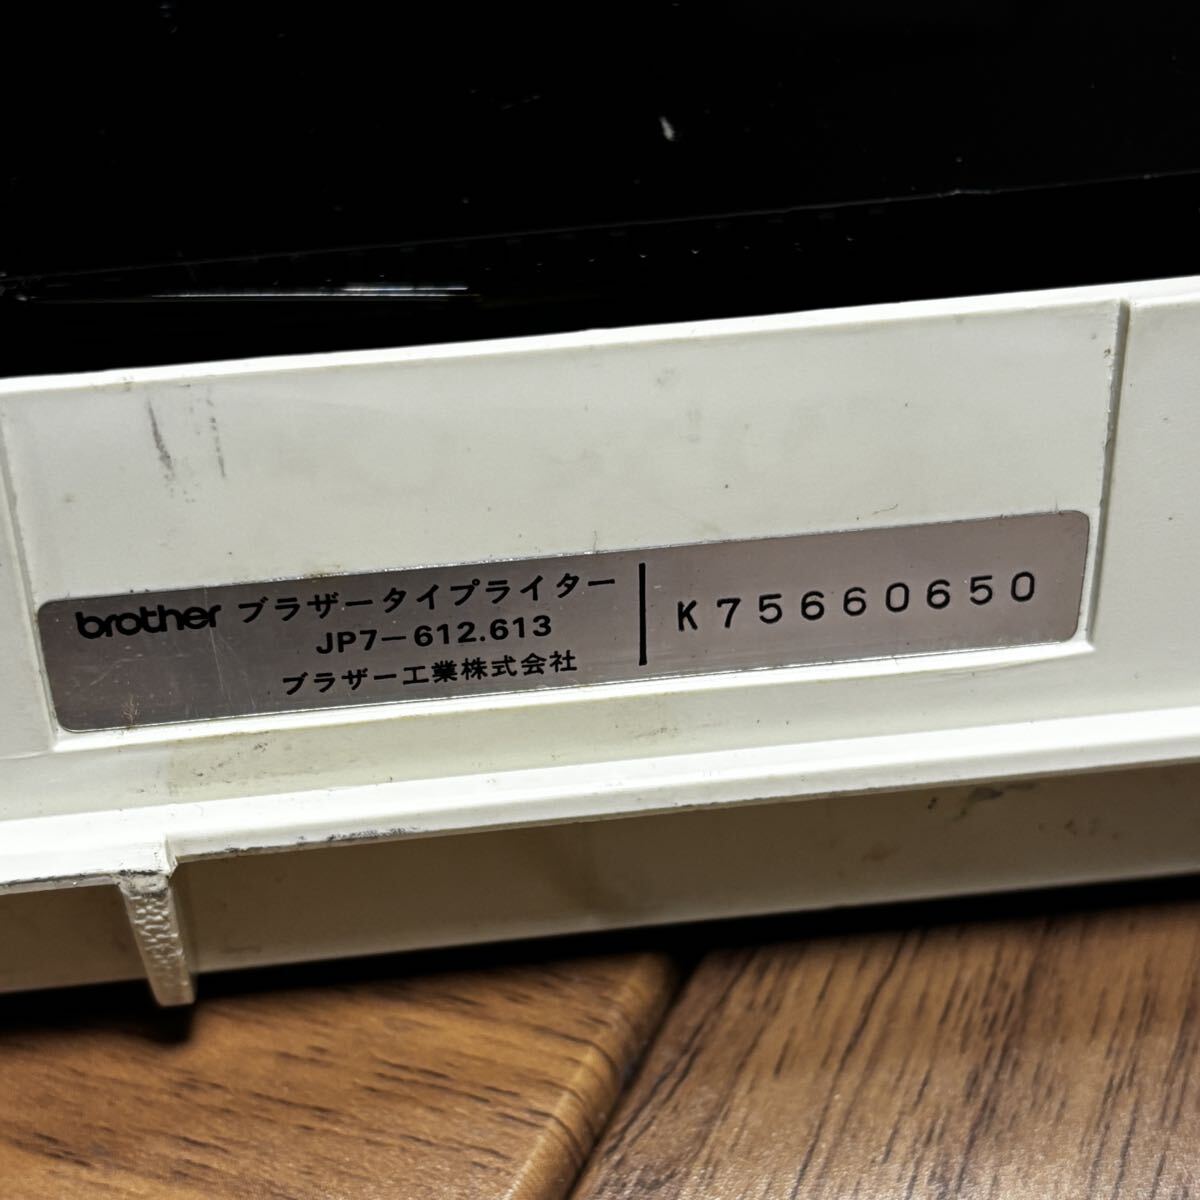 brother ブラザータイプライター
JP7-612.613
ブラザー工業株式会社
K75660650